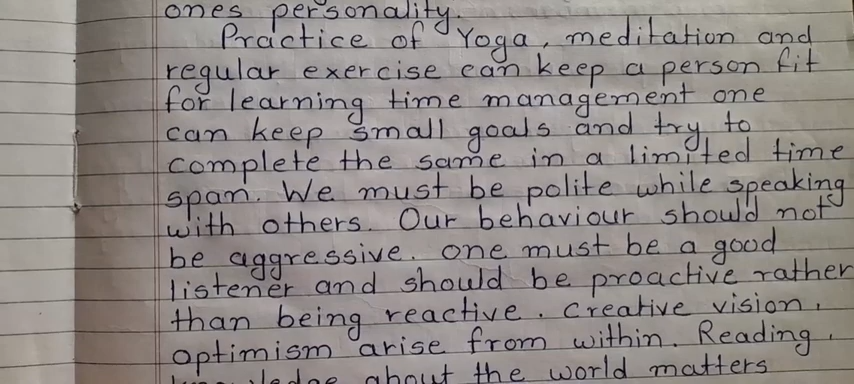 ones personality.
Practice of Yoga, meditation and
regular exercise can keep a person fit
for learning time management one
can keep small goals and try to
complete the same in a limited time
span. We must be polite while speaking
with others. Our behaviour should not
be aggressive. one must be a good
listener and should be proactive rather
than being reactive. creative vision,
optimism arise from within. Reading,
about the world matters